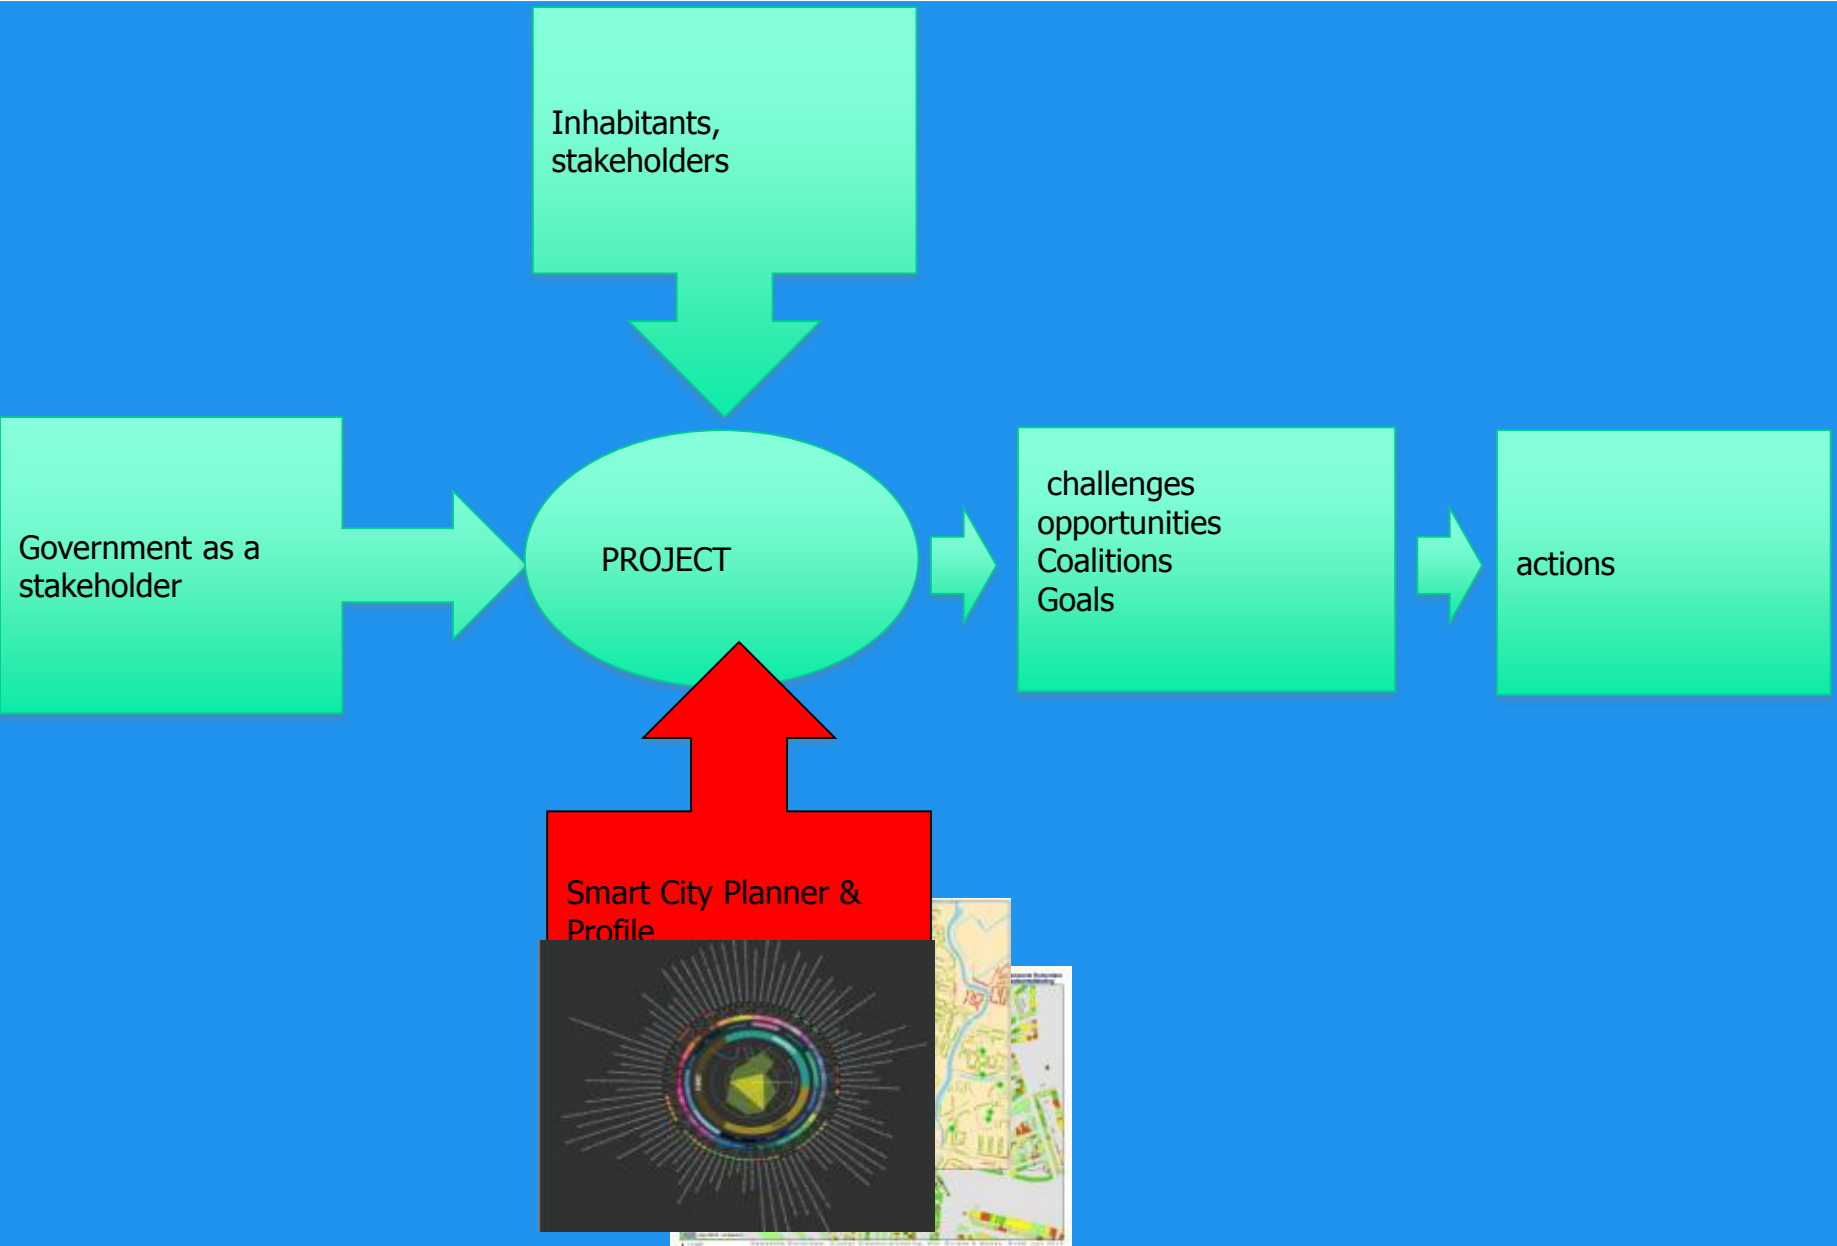 Inhabitants,
stakeholders
Government as a
stakeholder
PROJECT
challenges
opportunities
Coalitions
Goals
actions
Smart City Planner &
Profile